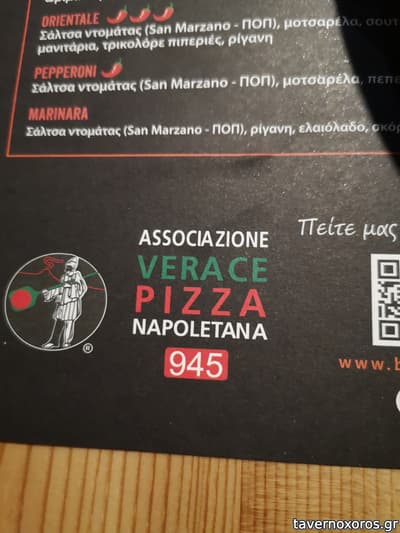 ORIENTALE
Σάλτσα ντομάτας (San Marzano - ΠΟΠ), μοτσαρέλα,
μανιτάρια, τρικολόρε πιπεριές, ρίγανη
PEPPERONI
Σάλτσα ντομάτας (San Marzano - ΠΟΠ), μοτσαρέλα,
MARINARA
Σάλτσα ντομάτας (San Marzano - ΠΟΠ), ρίγανη, ελαιόλαδο,
Πείτε μας
ASSOCIAZIONE
VERACE
PIZZA
NAPOLETANA
945
®
www.b
tavernoxoros.gr